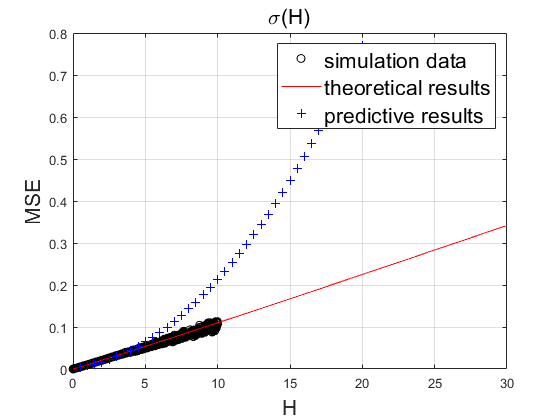 σ(H)
0.8
simulation data
theoretical results
predictive results
0.7
0.6
0.5
0.4
0.3
0.2
0.1
0
MSE
0 5 10 15 20 25 30
H